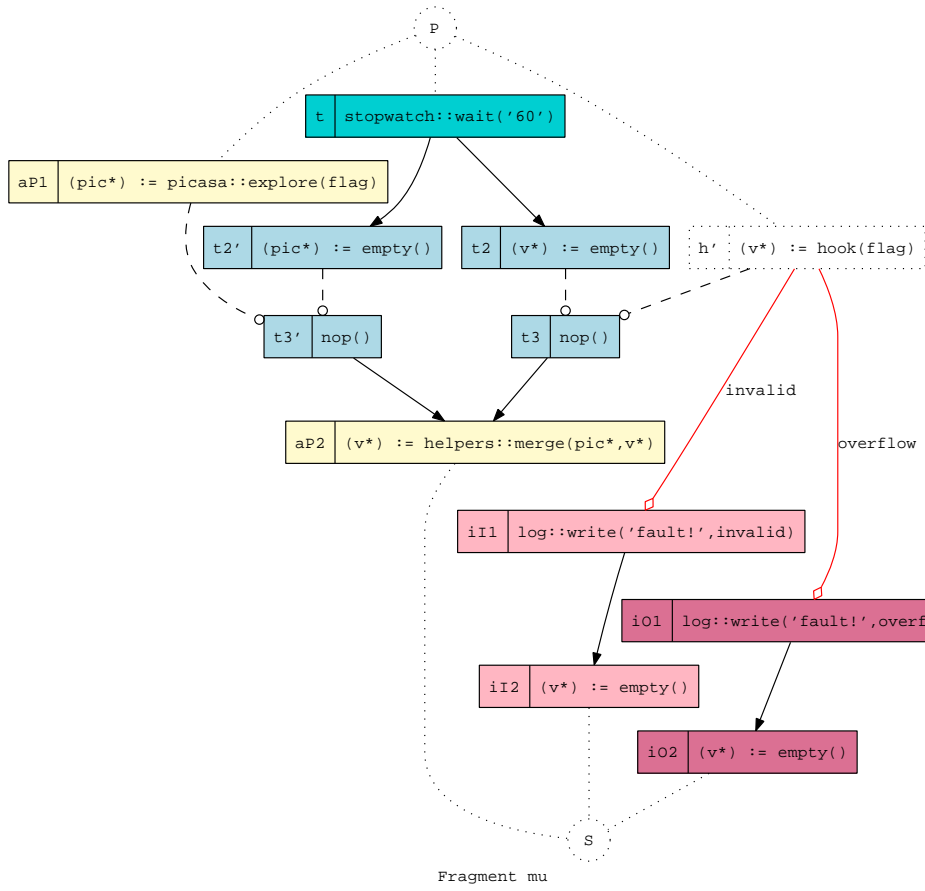 P
t stopwatch::wait('60')
aP1 (pic*) := picasa::explore(flag)
t2' (pic*) := empty()
t2 (v*) := empty()
h' (v*) := hook(flag)
t3' nop()
t3 nop()
invalid
aP2 (v*) := helpers::merge(pic*,v*)
overflow
iI1 log::write('fault!',invalid)
iO1 log::write('fault!',overf
iI2 (v*) := empty()
iO2 (v*) := empty()
S
Fragment mu